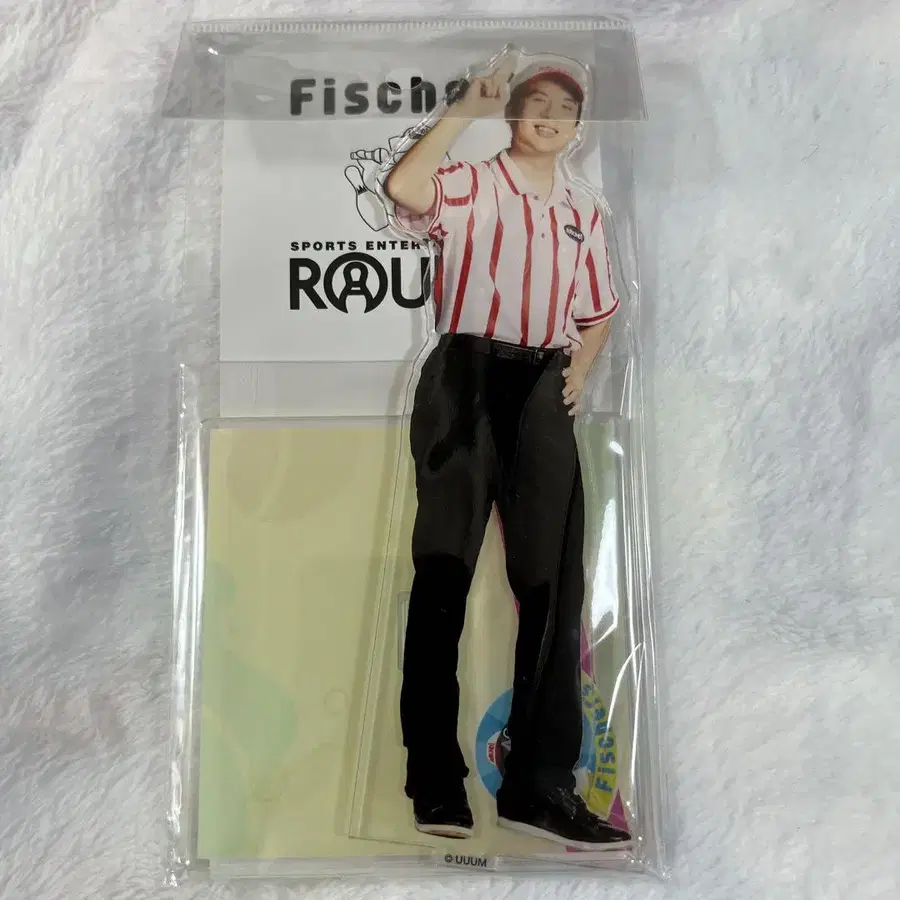 Fische
SPORTS ENTER
ROU
Fischer's
© UUUM